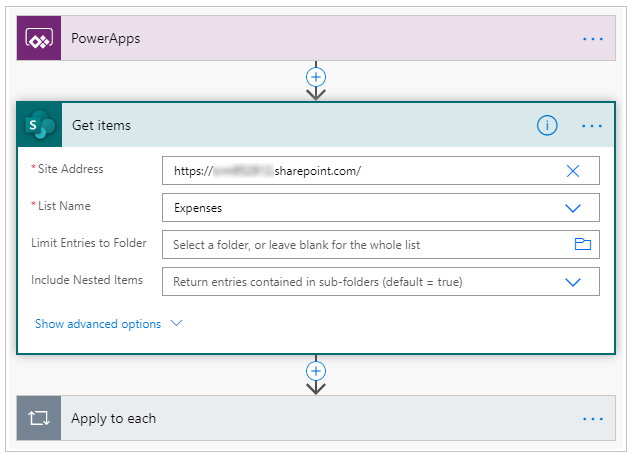 PowerApps
...
S
Get items
...
*Site Address
https://.sharepoint.com/
*List Name
Expenses
Limit Entries to Folder
Select a folder, or leave blank for the whole list
Include Nested Items
Return entries contained in sub-folders (default = true)
Show advanced options
Apply to each
...